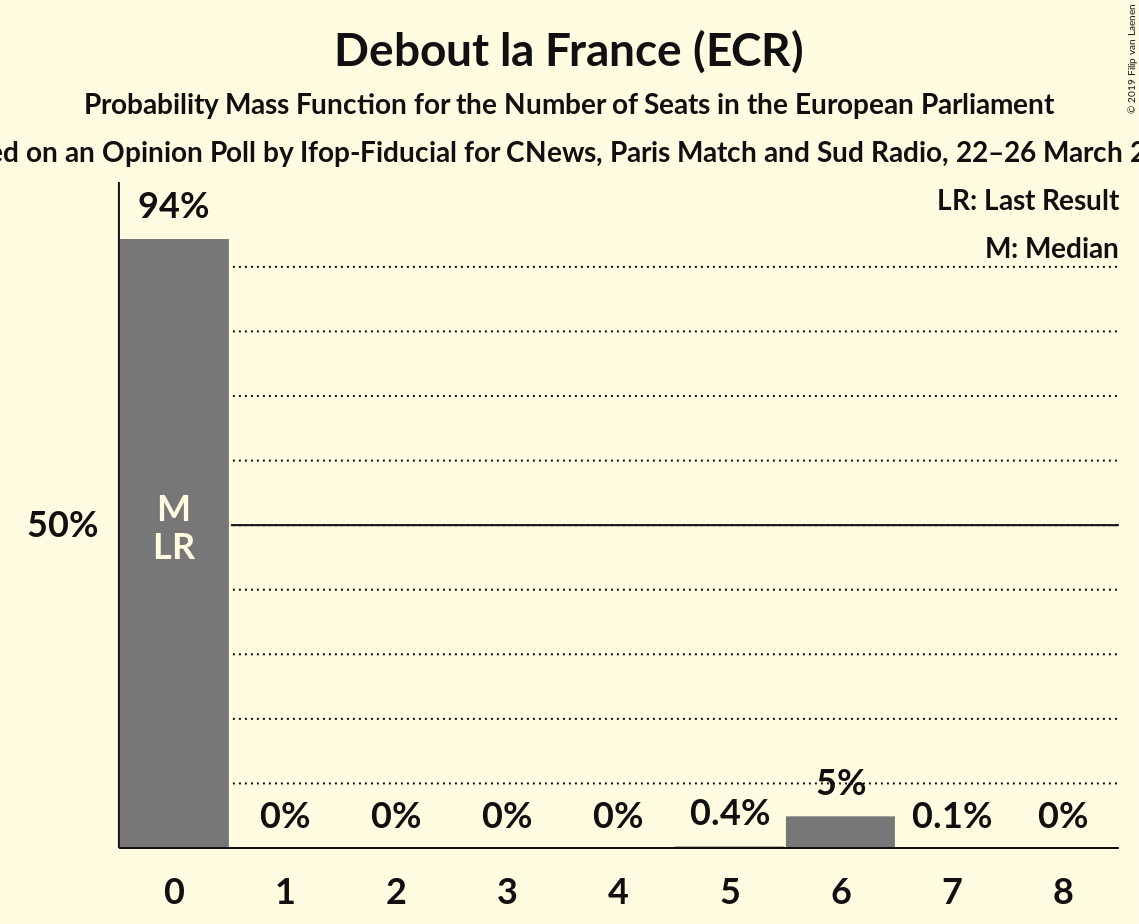 Debout la France (ECR)
Probability Mass Function for the Number of Seats in the European Parliament
on an Opinion Poll by Ifop-Fiducial for CNews, Paris Match and Sud Radio, 22–26 March
© 2019 Filip van Laenen
LR: Last Result
M: Median
94%
50%
M
LR
0%
0%
0%
0%
0.4%
5%
0.1%
0%
0
1
2
3
4
5
6
7
8